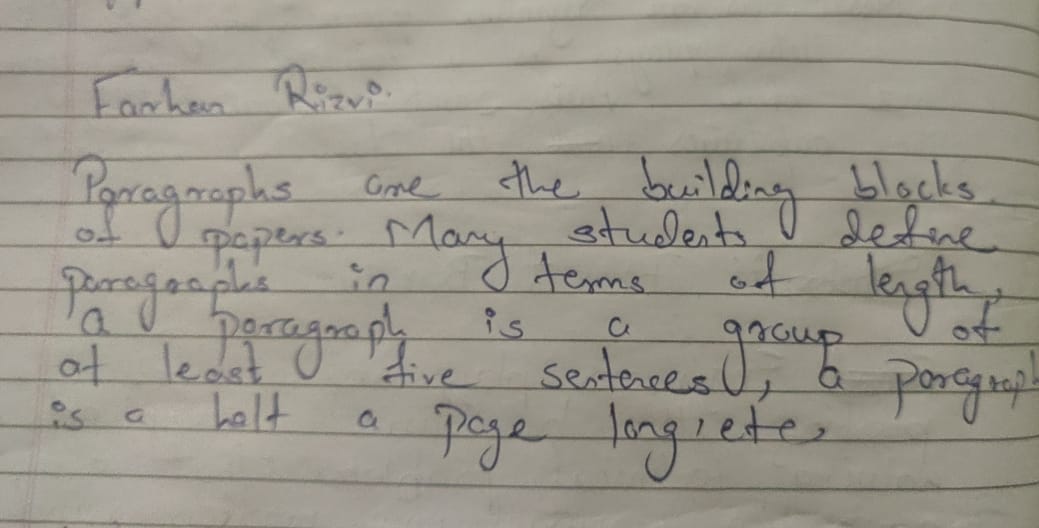 Farhan Rizvi.
Paragraphs are the building blocks
of papers. Many students define
paragraphs in terms of length,
a paragraph is a group of
at least five sentences, a paragraph
is a half a page long, etc,